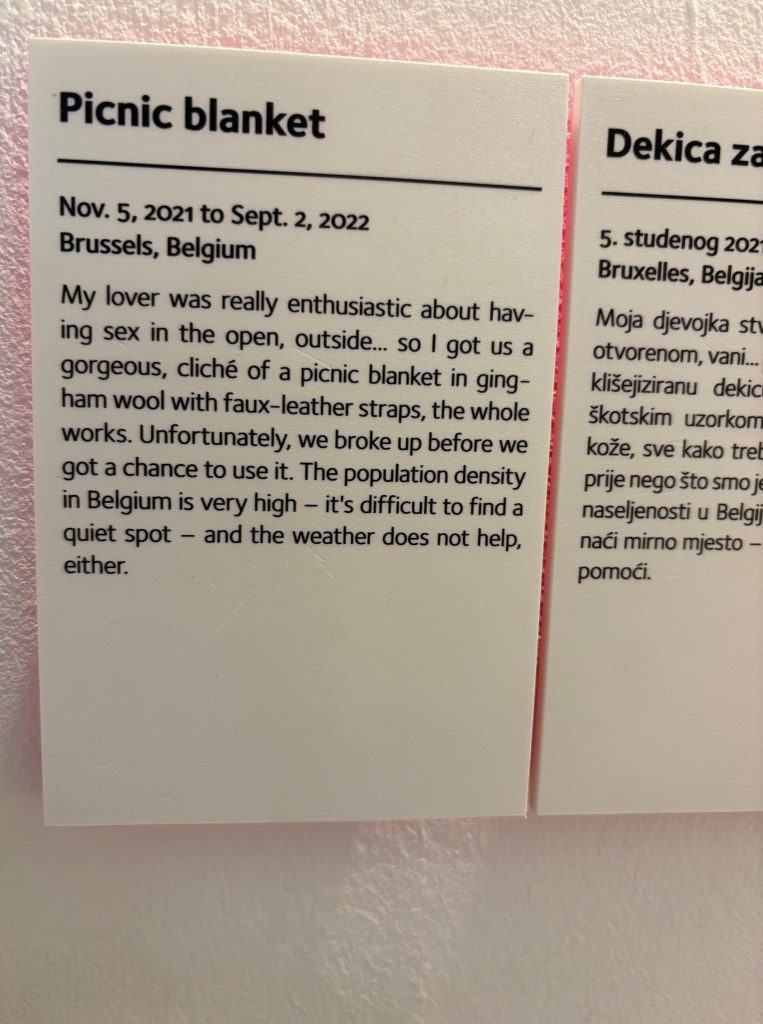 Picnic blanket
Nov. 5, 2021 to Sept. 2, 2022
Brussels, Belgium
My lover was really enthusiastic about hav-
ing sex in the open, outside... so I got us a
gorgeous, cliché of a picnic blanket in ging-
ham wool with faux-leather straps, the whole
works. Unfortunately, we broke up before we
got a chance to use it. The population density
in Belgium is very high – it's difficult to find a
quiet spot – and the weather does not help,
either.
Dekica za
5. studenog 2021
Bruxelles, Belgija
Moja djevojka
otvorenom, vani...
klišejiziranu
škotskim uzorkom
kože, sve kako
prije nego što smo
naseljenosti u
naći mirno mjesto –
pomoći.